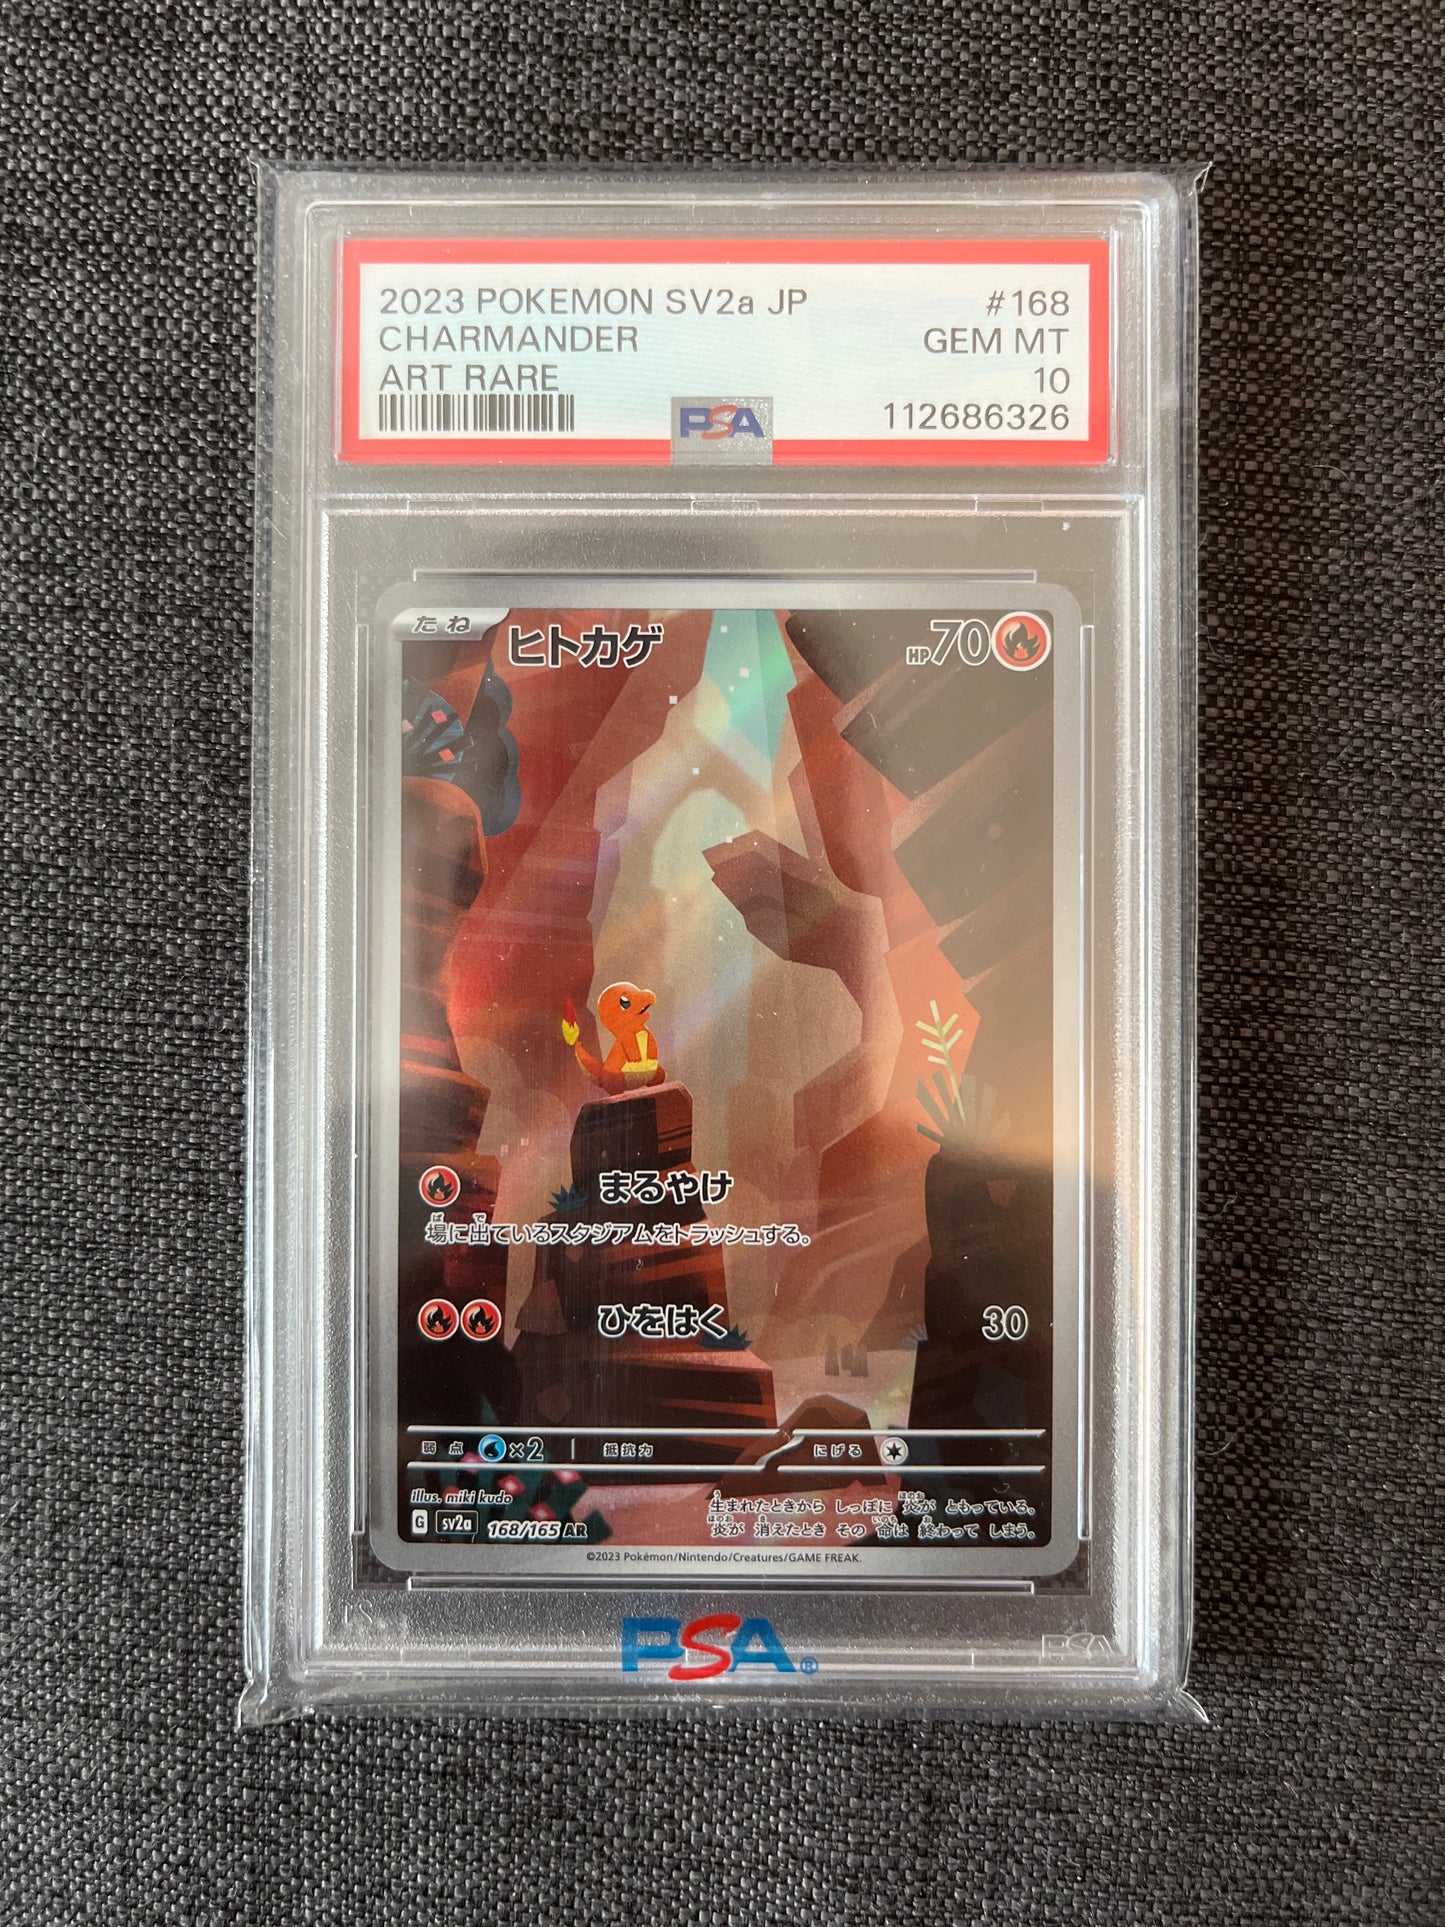 2023 POKEMON SV2a JP #168
CHARMANDER GEM MT
ART RARE 10
PSA 112686326
たね ヒトカゲ HP70
まるやけ
場に出ているスタジアムをトラッシュする。
ひをはく 30
弱点 ×2 抵抗力 にげる
illus. miki kudo
生まれたときから しっぽに 炎が ともっている。
炎が 消えたとき その 命は 終わって しまう。
G sv2a 168/165 AR
©2023 Pokémon/Nintendo/Creatures/GAME FREAK.
PSA®
PSA